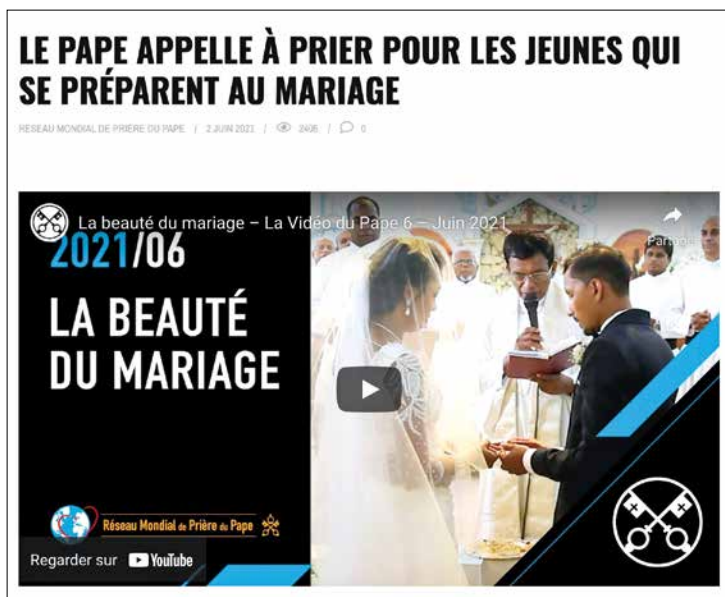 LE PAPE APPELLE À PRIER POUR LES JEUNES QUI
SE PRÉPARENT AU MARIAGE
RÉSEAU MONDIAL DE PRIÈRE DU PAPE | 2 JUIN 2021 | 2406 | 0
La beauté du mariage – La Vidéo du Pape 6 – Juin 2021
Partager
2021/06
LA BEAUTÉ
DU MARIAGE
Réseau Mondial de Prière du Pape
Regarder sur YouTube